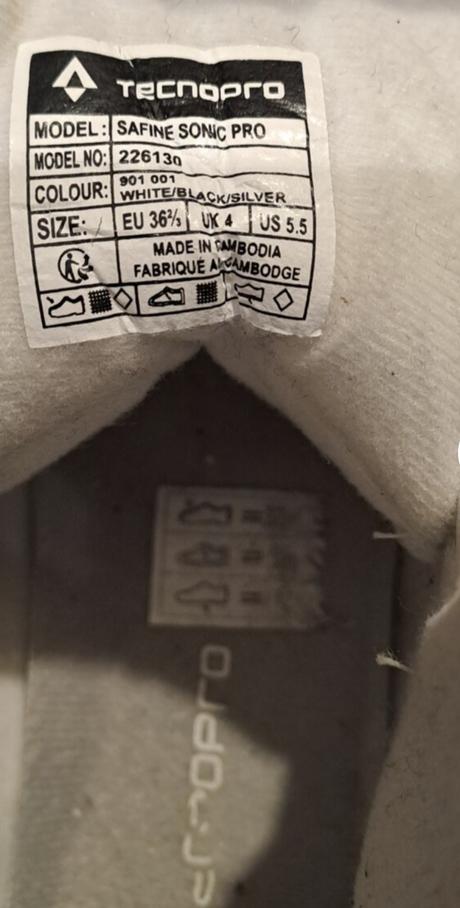 TECNOPRO
MODEL: SAFINE SONIC PRO
MODEL NO: 226130
COLOUR: 901 001
WHITE/BLACK/SILVER
SIZE: EU 36⅔ UK 4 US 5.5
MADE IN CAMBODIA
FABRIQUÉ AU CAMBODGE